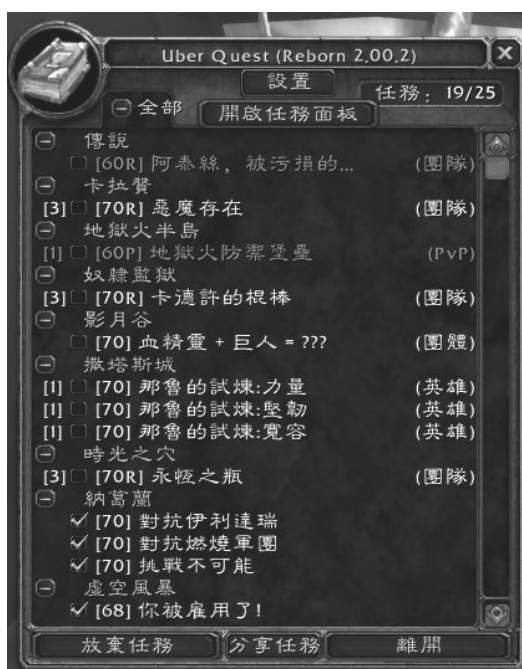 Uber Quest (Reborn 2.00.2)
設置
任務: 19/25
全部
開啟任務面板
傳說
[60R] 阿泰絲, 被污損的... (團隊)
卡拉贊
[3] [70R] 惡魔存在 (團隊)
地獄火半島
[1] [60P] 地獄火防禦堡壘 (PvP)
奴隸監獄
[3] [70R] 卡德許的棍棒 (團隊)
影月谷
[70] 血精靈 + 巨人 = ??? (團體)
撒塔斯城
[1] [70] 那魯的試煉:力量 (英雄)
[1] [70] 那魯的試煉:堅韌 (英雄)
[1] [70] 那魯的試煉:寬容 (英雄)
時光之穴
[3] [70R] 永恆之瓶 (團隊)
納葛蘭
[70] 對抗伊利達瑞
[70] 對抗燃燒軍團
[70] 挑戰不可能
虛空風暴
[68] 你被雇用了!
放棄任務 分享任務 離開